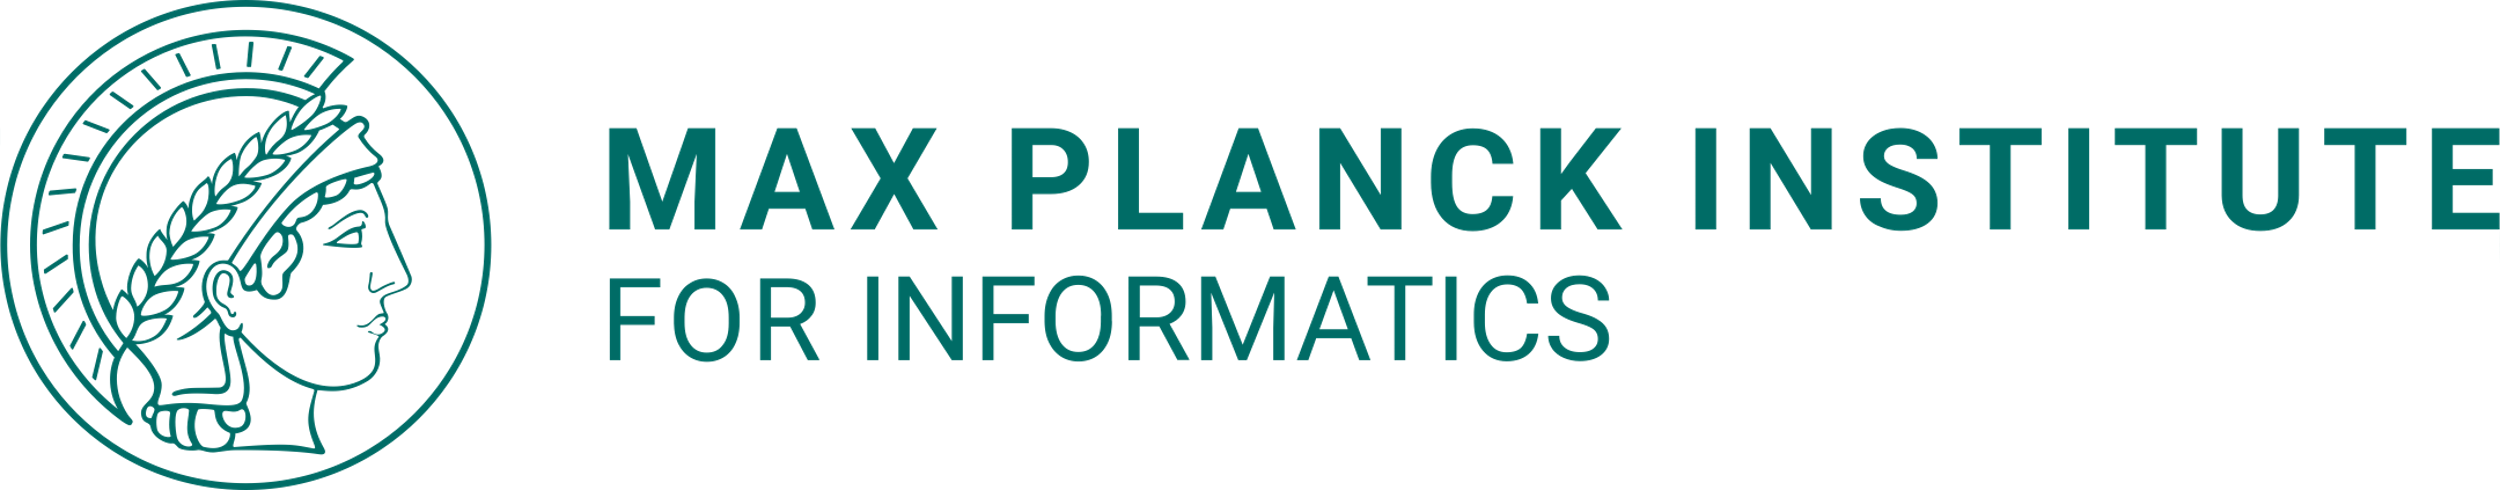 MAX PLANCK INSTITUTE
FOR INFORMATICS